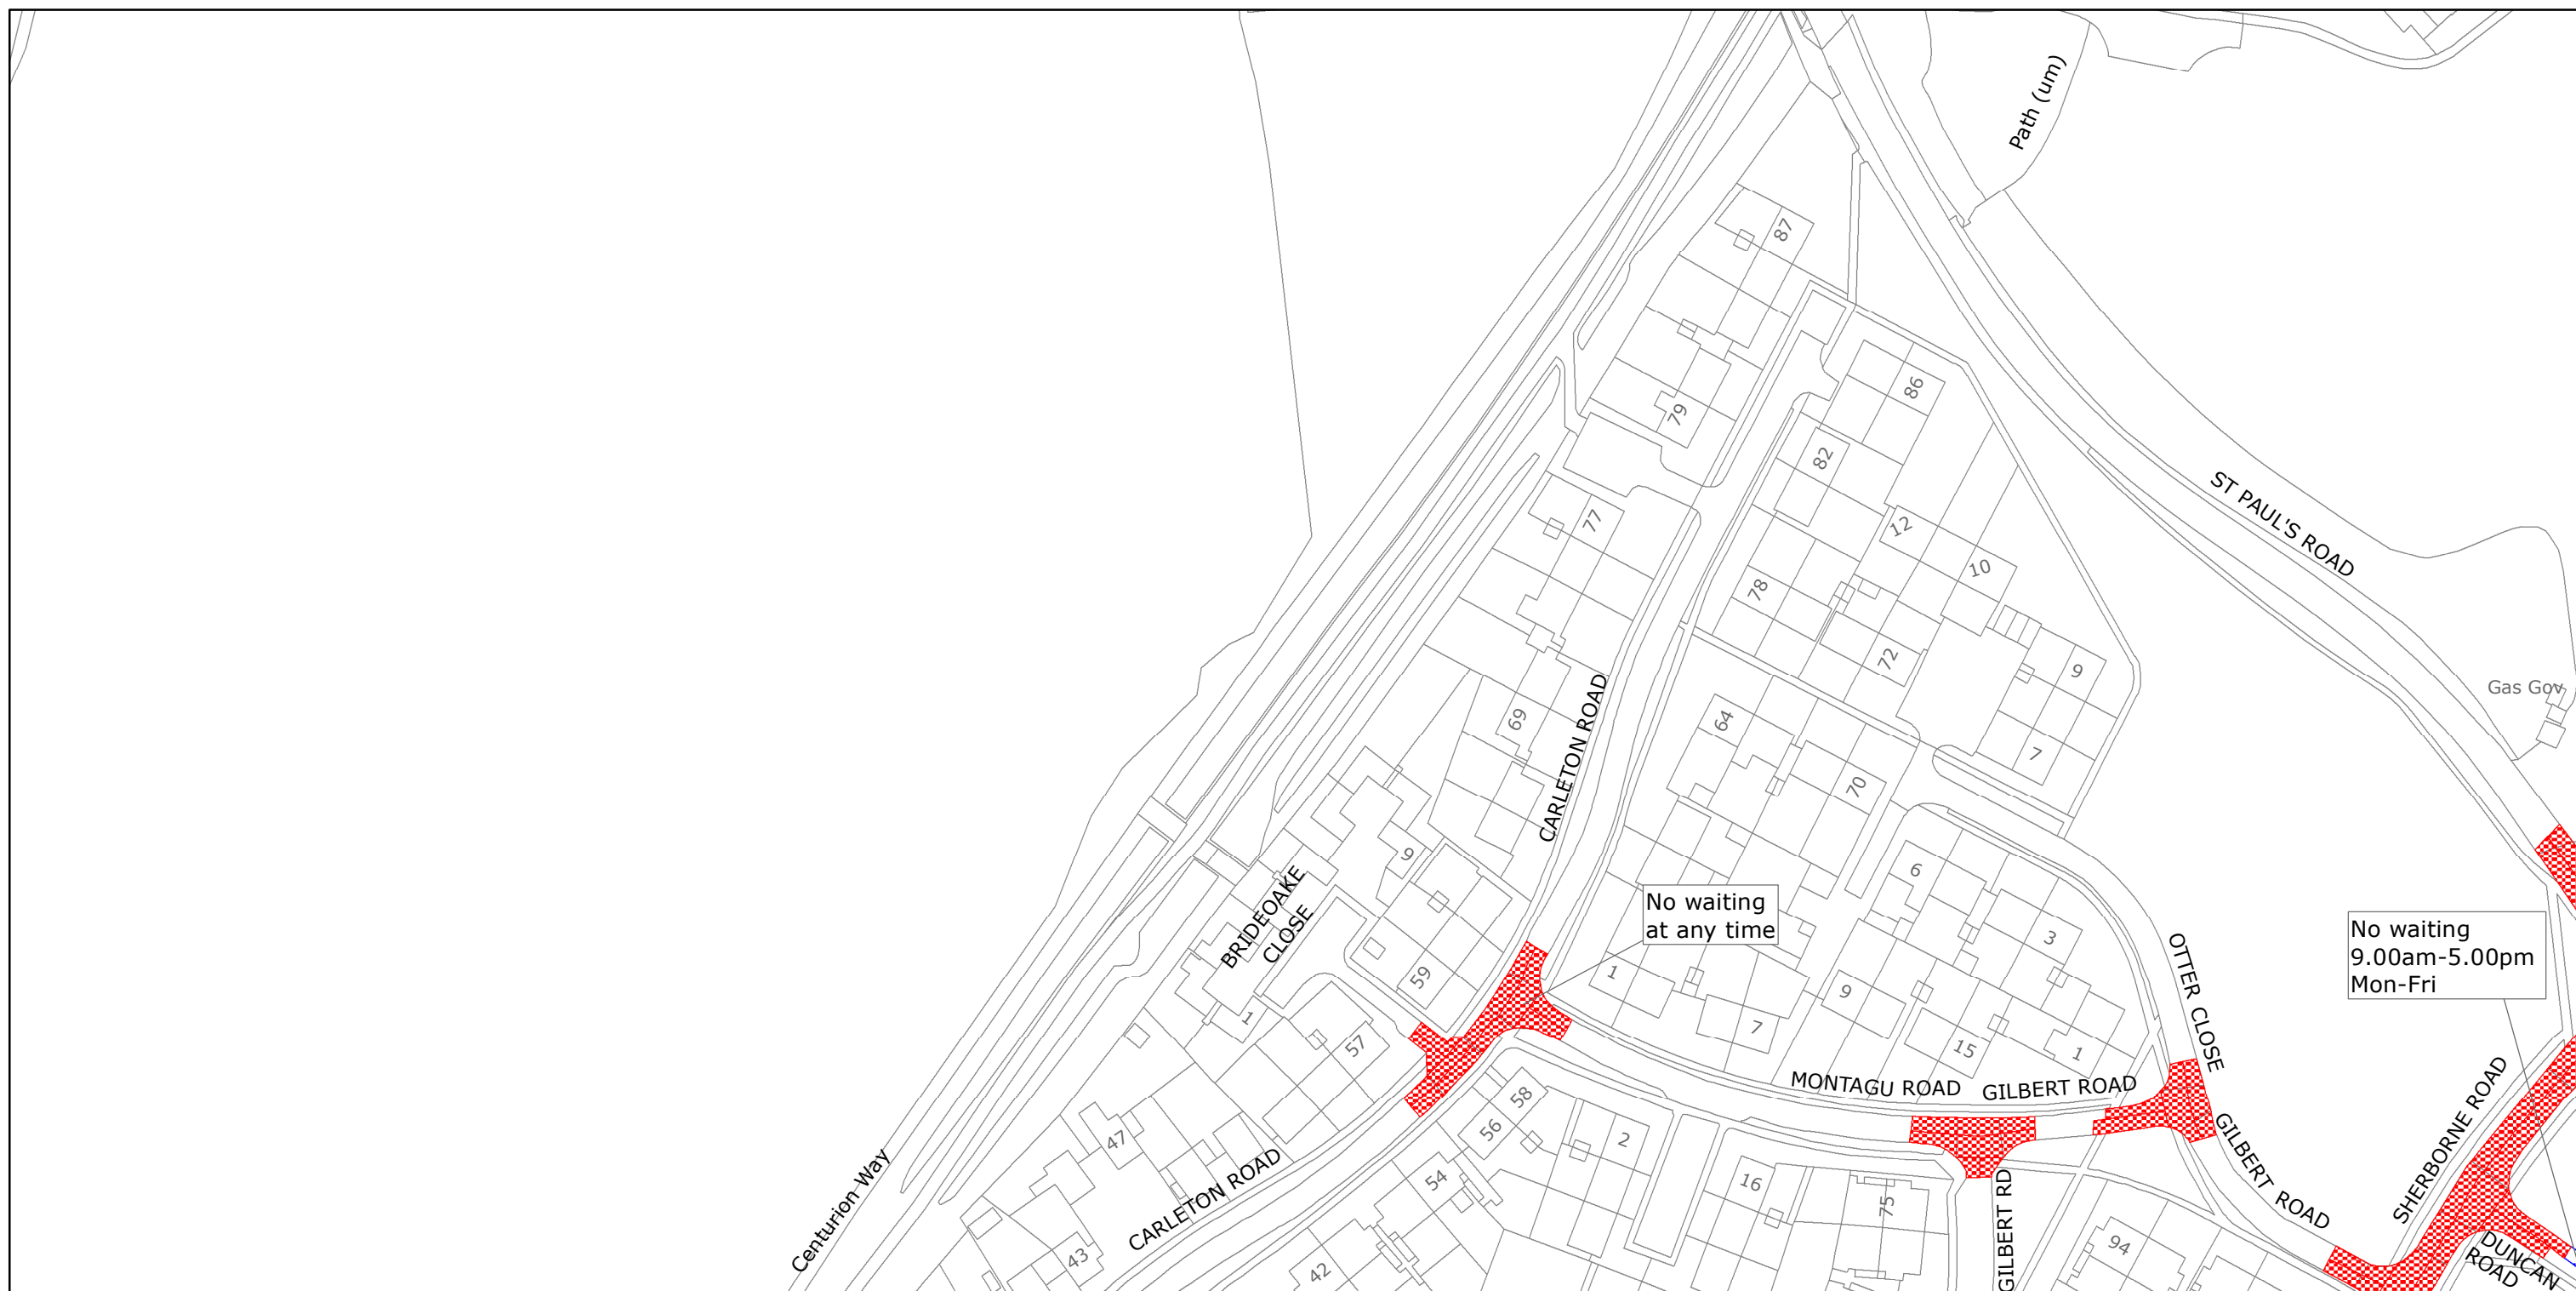 Path (um)
87
86
79
82
ST PAUL'S ROAD
77
12
10
78
72
9
Gas Gov
69
64
CARLETON ROAD
7
70
9
6
BRIDEOAKE
CLOSE
No waiting
at any time
3
No waiting
9.00am-5.00pm
Mon-Fri
59
1
9
OTTER CLOSE
1
57
7
15
1
MONTAGU ROAD
GILBERT ROAD
58
56
2
47
54
CARLETON ROAD
Centurion Way
16
75
GILBERT RD
GILBERT ROAD
SHERBORNE ROAD
94
43
42
DUNCAN
ROAD